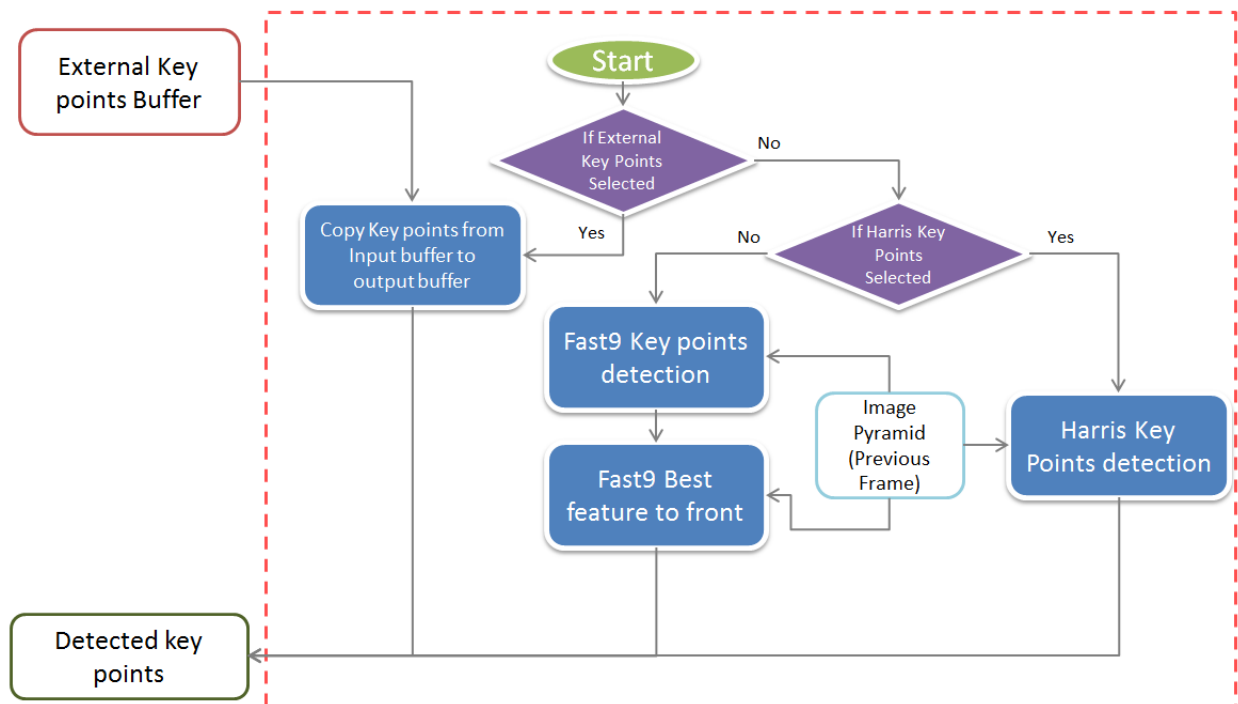 External Key
points Buffer
Start
If External
Key Points
Selected
No
Copy Key points from
Input buffer to
output buffer
Yes
No
If Harris Key
Points
Selected
Yes
Fast9 Key points
detection
Image
Pyramid
(Previous
Frame)
Harris Key
Points detection
Fast9 Best
feature to front
Detected key
points